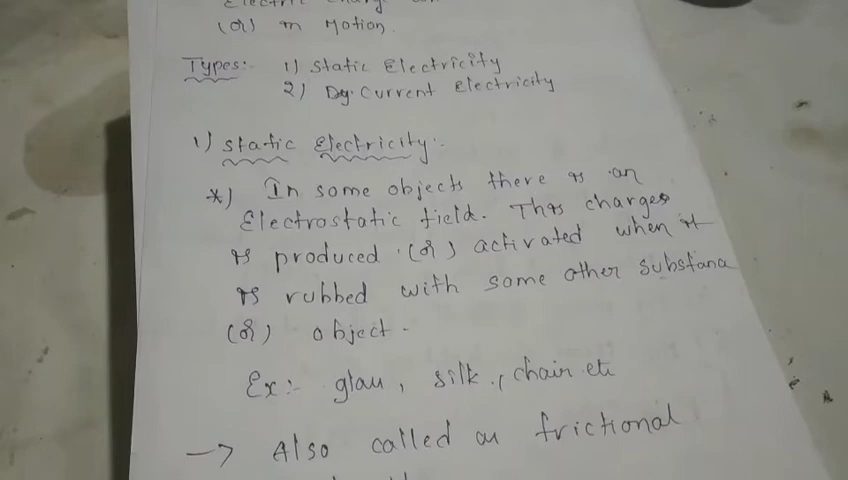 (or) in Motion.
Types:- 1) Static Electricity
2) Dy. Current Electricity
1) Static Electricity:-
*) In some objects there is an
Electrostatic field. This charges
is produced (or) activated when it
is rubbed with some other substana
(or) object.
Ex:- glass, silk, chain etc
→ Also called as frictional